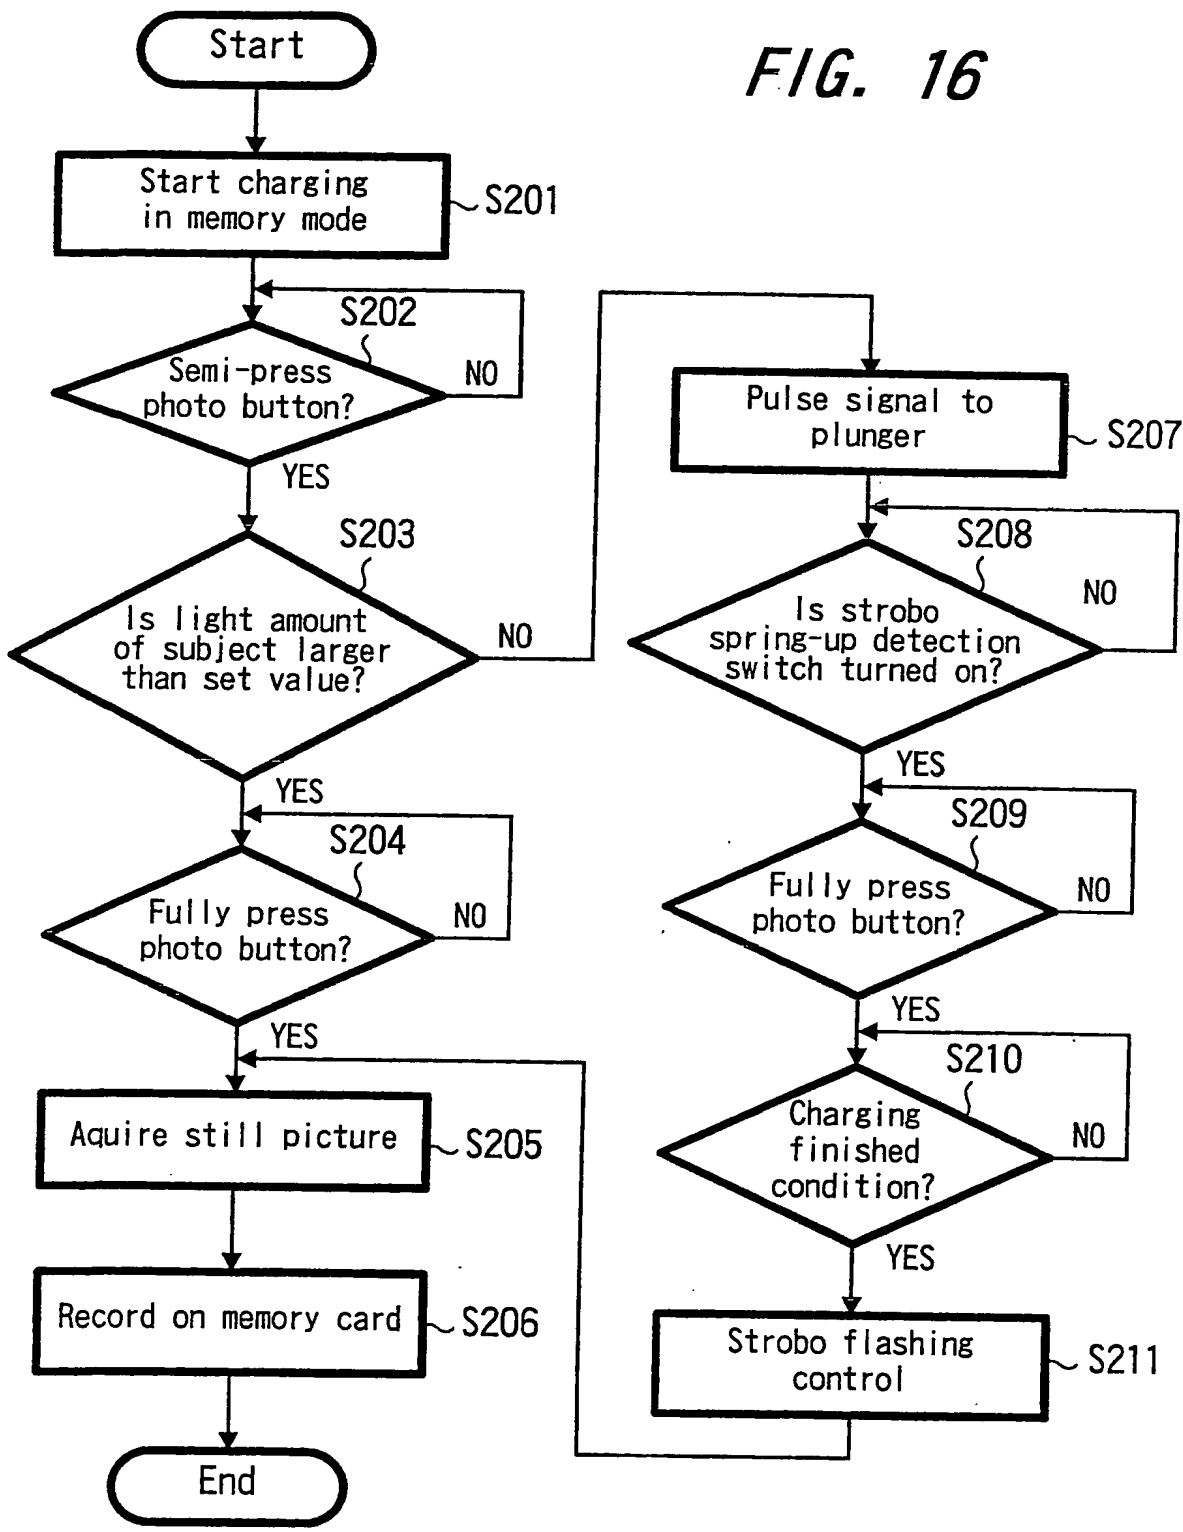 FIG. 16
Start
Start charging
in memory mode
S201
S202
Semi-press
photo button?
NO
YES
S203
Is light amount
of subject larger
than set value?
NO
YES
S204
Fully press
photo button?
NO
YES
Aquire still picture
S205
Record on memory card
S206
End
Pulse signal to
plunger
S207
S208
Is strobo
spring-up detection
switch turned on?
NO
YES
S209
Fully press
photo button?
NO
YES
S210
Charging
finished
condition?
NO
YES
Strobo flashing
control
S211